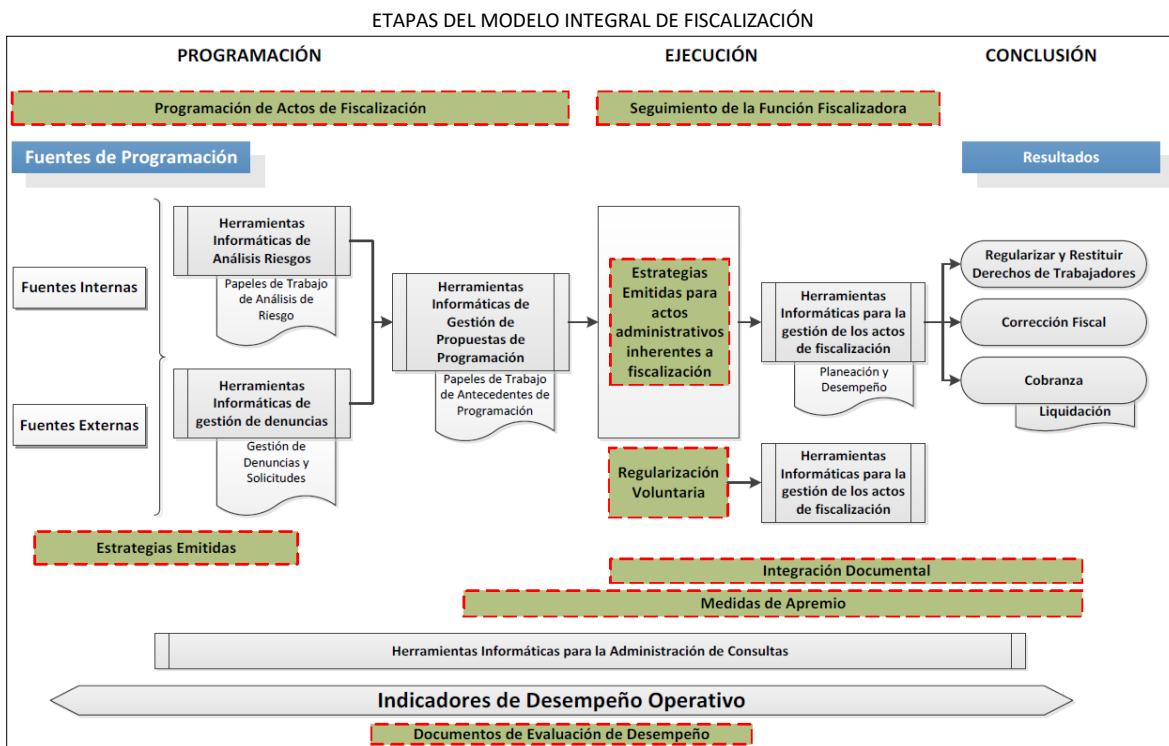 ETAPAS DEL MODELO INTEGRAL DE FISCALIZACIÓN
PROGRAMACIÓN
EJECUCIÓN
CONCLUSIÓN
Programación de Actos de Fiscalización
Seguimiento de la Función Fiscalizadora
Fuentes de Programación
Resultados
Fuentes Internas
Fuentes Externas
Herramientas
Informáticas de
Análisis Riesgos
Papeles de Trabajo
de Análisis de
Riesgo
Herramientas
Informáticas de
gestión de denuncias
Gestión de
Denuncias y
Solicitudes
Herramientas
Informáticas de
Gestión de
Propuestas de
Programación
Papeles de Trabajo
de Antecedentes de
Programación
Estrategias
Emitidas para
actos
administrativos
inherentes a
fiscalización
Herramientas
Informáticas para la
gestión de los actos
de fiscalización
Planeación y
Desempeño
Regularizar y Restituir
Derechos de Trabajadores
Corrección Fiscal
Cobranza
Liquidación
Regularización
Voluntaria
Herramientas
Informáticas para la
gestión de los actos
de fiscalización
Estrategias Emitidas
Integración Documental
Medidas de Apremio
Herramientas Informáticas para la Administración de Consultas
Indicadores de Desempeño Operativo
Documentos de Evaluación de Desempeño